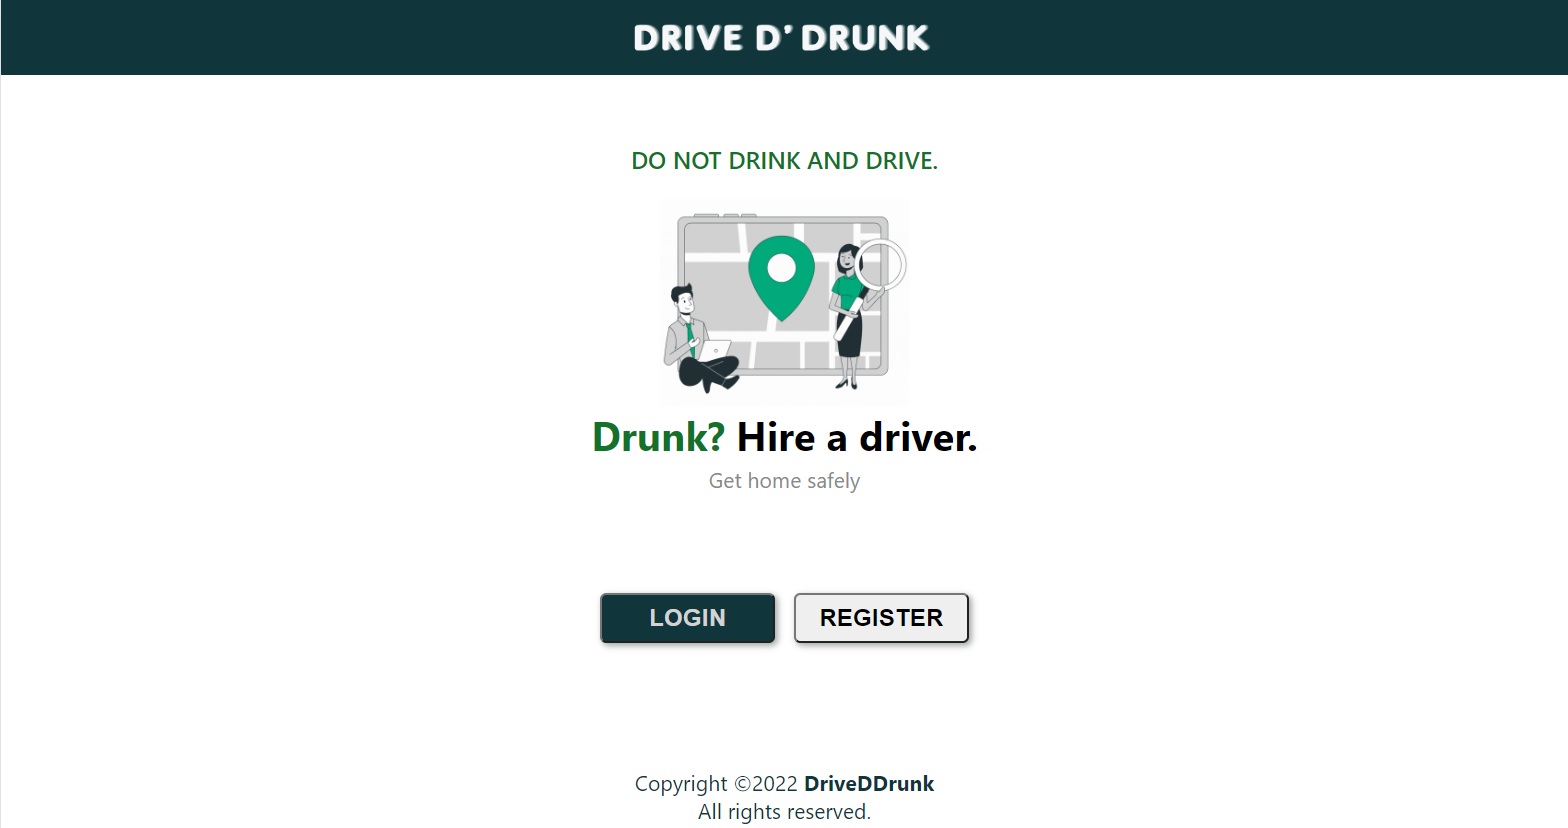 DRIVE D' DRUNK
DO NOT DRINK AND DRIVE.
Drunk? Hire a driver.
Get home safely
LOGIN
REGISTER
Copyright ©2022 DriveDDrunk
All rights reserved.